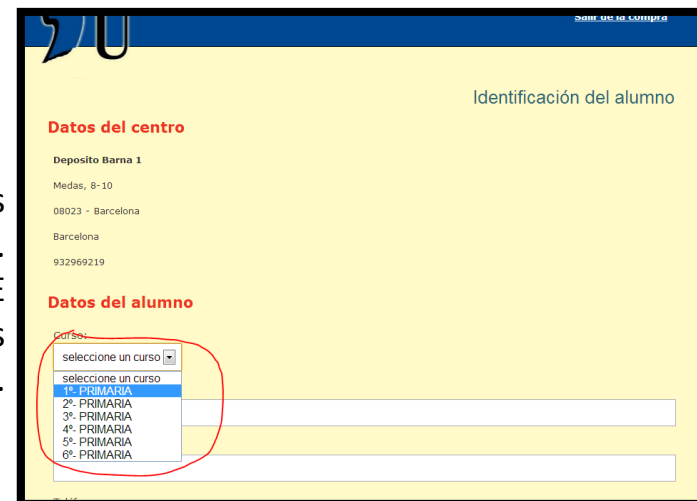 Salir de la compra
Identificación del alumno
Datos del centro
Deposito Barna 1
Medas, 8-10
08023 - Barcelona
Barcelona
932969219
Datos del alumno
Curso:
seleccione un curso
seleccione un curso
1º- PRIMARIA
2º- PRIMARIA
3º- PRIMARIA
4º- PRIMARIA
5º- PRIMARIA
6º- PRIMARIA